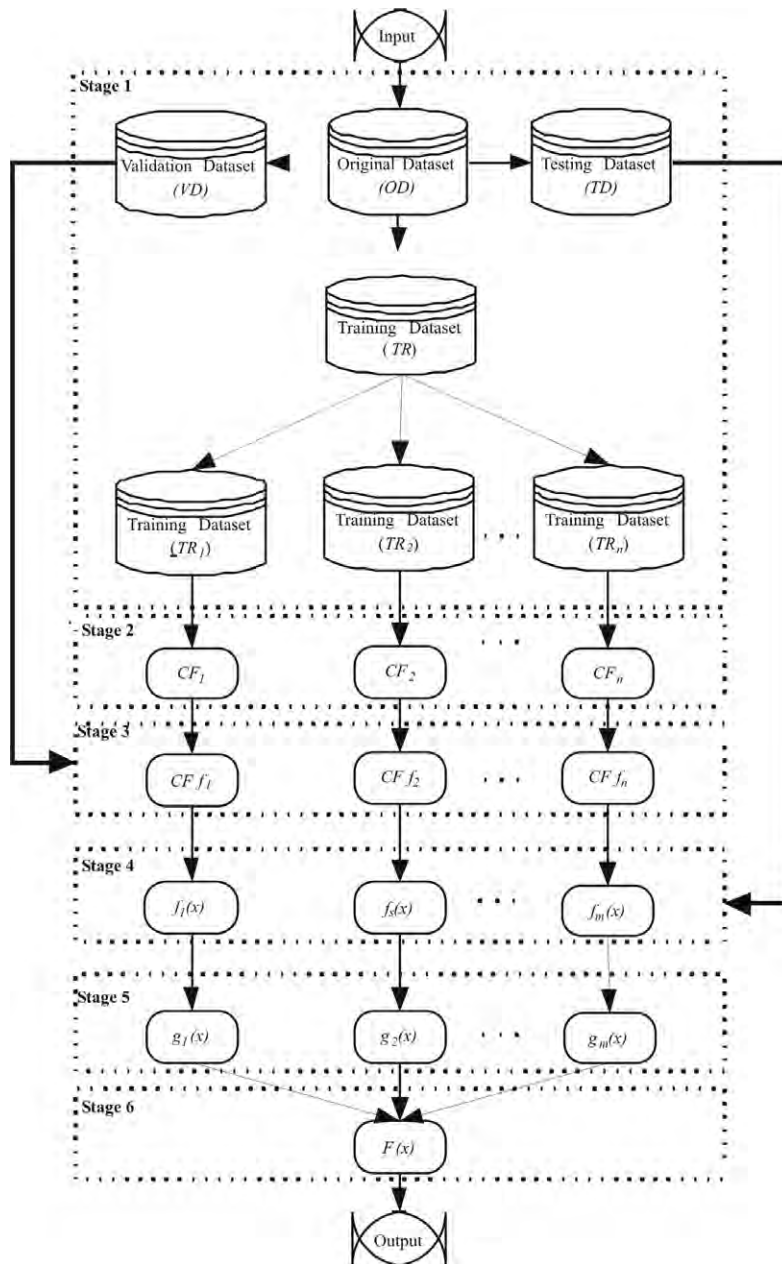 Input
Stage 1
Validation Dataset
(VD)
Original Dataset
(OD)
Testing Dataset
(TD)
Training Dataset
(TR)
Training Dataset
(TR1)
Training Dataset
(TR2)
. . .
Training Dataset
(TRn)
Stage 2
CF1
CF2
. . .
CFn
Stage 3
CF f1
CF f2
. . .
CF fn
Stage 4
f1(x)
fs(x)
. . .
fm(x)
Stage 5
g1(x)
g2(x)
. . .
gm(x)
Stage 6
F(x)
Output